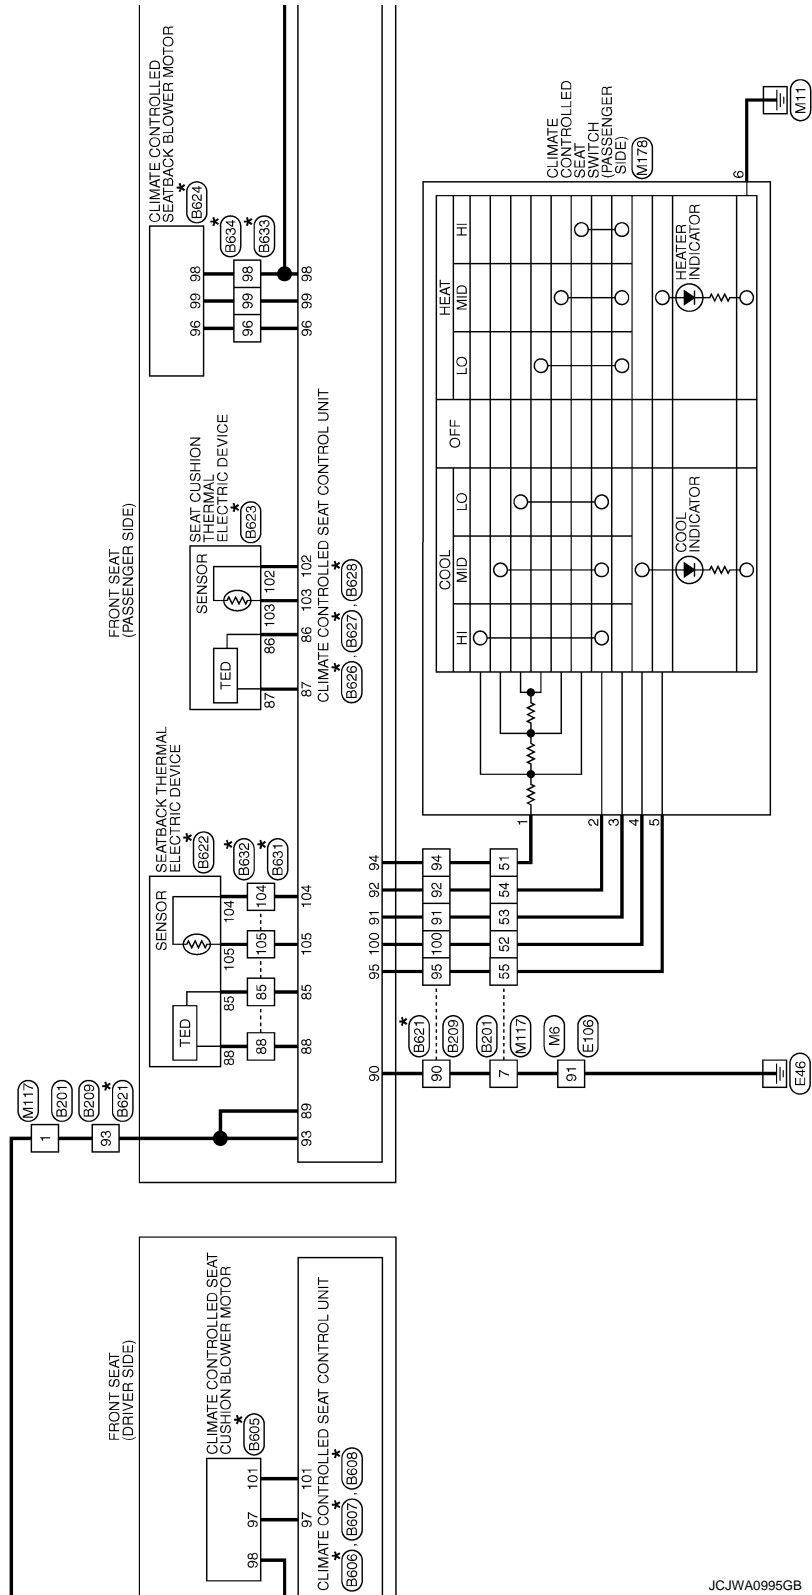 FRONT SEAT
(PASSENGER SIDE)
CLIMATE CONTROLLED
SEATBACK BLOWER MOTOR
*
B624
96
99
98
*
B634
*
B633
96
99
98
96
99
98
SEAT CUSHION
THERMAL
ELECTRIC DEVICE
*
B623
SENSOR
TED
87
86
103
102
87
86
103
102
CLIMATE CONTROLLED SEAT CONTROL UNIT
*
B626 ,
*
B627 ,
*
B628
SEATBACK THERMAL
ELECTRIC DEVICE
*
B622
SENSOR
TED
88
85
105
104
*
B632
*
B631
88
85
105
104
88
85
105
104
M117
B201
B209
*
B621
1
93
93
89
90
95
100
91
92
94
90
95
100
91
92
94
*
B621
B209
B201
M117
M6
E106
7
55
52
53
54
51
91
E46
CLIMATE
CONTROLLED
SEAT
SWITCH
(PASSENGER
SIDE)
M178
COOL
OFF
HEAT
HI
MID
LO
LO
MID
HI
COOL
INDICATOR
HEATER
INDICATOR
1
2
3
4
5
6
M11
FRONT SEAT
(DRIVER SIDE)
CLIMATE CONTROLLED SEAT
CUSHION BLOWER MOTOR
*
B605
98
97
101
97
101
CLIMATE CONTROLLED SEAT CONTROL UNIT
*
B606 ,
*
B607 ,
*
B608
JCJWA0995GB